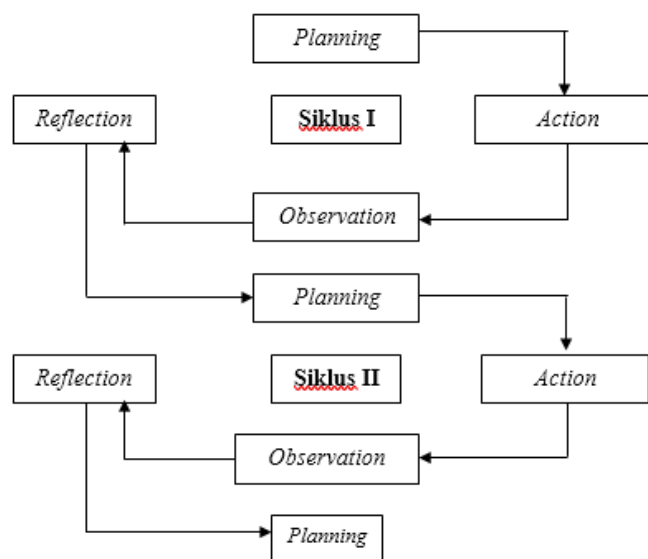 Planning
Reflection
Siklus I
Action
Observation
Planning
Reflection
Siklus II
Action
Observation
Planning